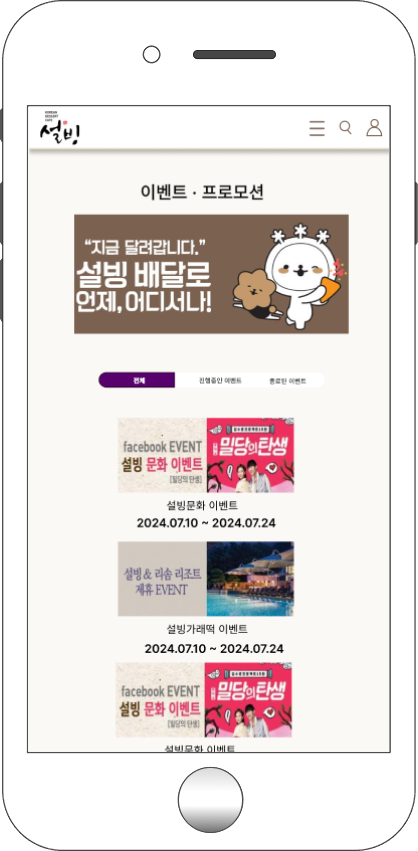 KOREAN
DESSERT
CAFE
설빙
이벤트 · 프로모션
“지금 달려갑니다.”
설빙 배달로
언제, 어디서나!
전체 진행중인 이벤트 종료된 이벤트
facebook EVENT
설빙 문화 이벤트
[밀당의 탄생]
밀당의탄생
설빙문화 이벤트
2024.07.10 ~ 2024.07.24
설빙 & 리솜 리조트
제휴 EVENT
설빙가래떡 이벤트
2024.07.10 ~ 2024.07.24
facebook EVENT
설빙 문화 이벤트
[밀당의 탄생]
밀당의탄생
설빙문화 이벤트